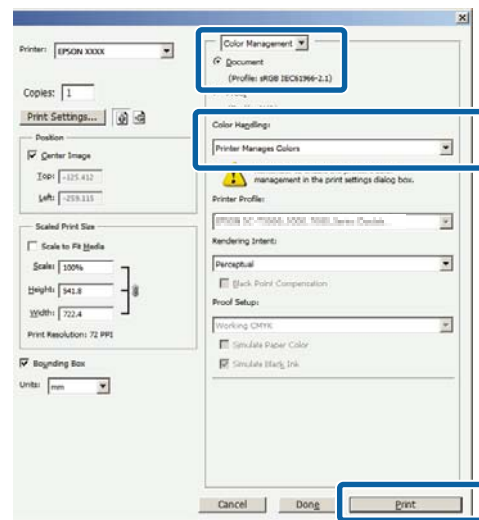 Printer: EPSON XXXX
Copies: 1
Print Settings...
Position
Center Image
Top: -125.412
Left: -259.115
Scaled Print Size
Scale to Fit Media
Scale: 100%
Height: 541.8
Width: 722.4
Print Resolution: 72 PPI
Bounding Box
Units: mm
Color Management
Document
(Profile: sRGB IEC61966-2.1)
Color Handling:
Printer Manages Colors
management in the print settings dialog box.
Printer Profile:
Rendering Intent:
Perceptual
Black Point Compensation
Proof Setup:
Working CMYK
Simulate Paper Color
Simulate Black Ink
Cancel
Done
Print